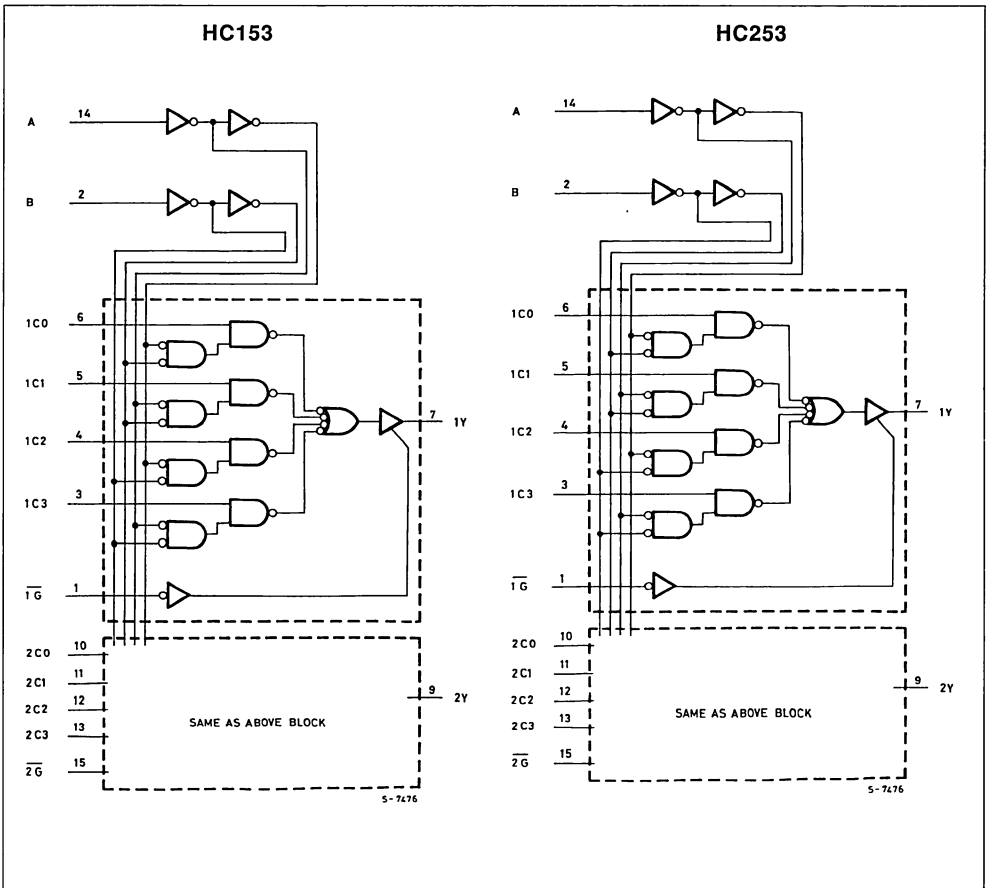 HC153
A 14
B 2
1C0 6
1C1 5
1C2 4
1C3 3
1G 1
7 1Y
2C0 10
2C1 11
2C2 12
2C3 13
2G 15
9 2Y
SAME AS ABOVE BLOCK
S-7476
HC253
A 14
B 2
1C0 6
1C1 5
1C2 4
1C3 3
1G 1
7 1Y
2C0 10
2C1 11
2C2 12
2C3 13
2G 15
9 2Y
SAME AS ABOVE BLOCK
S-7476